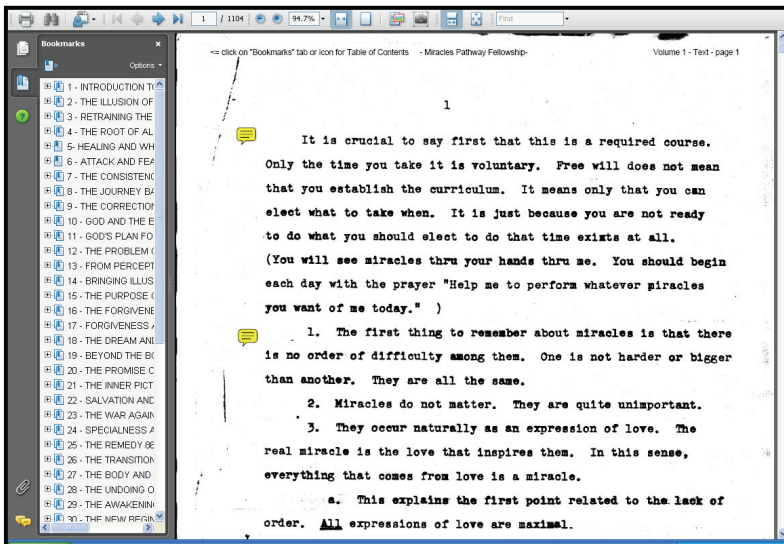 1 / 1104
94.7%
Find
Bookmarks
Options
1 - INTRODUCTION TO
2 - THE ILLUSION OF
3 - RETRAINING THE
4 - THE ROOT OF AL
5- HEALING AND WH
6 - ATTACK AND FEA
7 - THE CONSISTENC
8 - THE JOURNEY BA
9 - THE CORRECTION
10 - GOD AND THE E
11 - GOD'S PLAN FO
12 - THE PROBLEM
13 - FROM PERCEPT
14 - BRINGING ILLUS
15 - THE PURPOSE
16 - THE FORGIVENE
17 - FORGIVENESS
18 - THE DREAM AND
19 - BEYOND THE BO
20 - THE PROMISE
21 - THE INNER PICT
22 - SALVATION AND
23 - THE WAR AGAIN
24 - SPECIALNESS A
25 - THE REMEDY 86
26 - THE TRANSITION
27 - THE BODY AND
28 - THE UNDOING O
29 - THE AWAKENIN
30 - THE NEW BEGIN
<= click on "Bookmarks" tab or icon for Table of Contents - Miracles Pathway Fellowship- Volume 1 - Text - page 1
1
It is crucial to say first that this is a required course.
Only the time you take it is voluntary. Free will does not mean
that you establish the curriculum. It means only that you can
elect what to take when. It is just because you are not ready
to do what you should elect to do that time exists at all.
(You will see miracles thru your hands thru me. You should begin
each day with the prayer "Help me to perform whatever miracles
you want of me today." )
1. The first thing to remember about miracles is that there
is no order of difficulty among them. One is not harder or bigger
than another. They are all the same.
2. Miracles do not matter. They are quite unimportant.
3. They occur naturally as an expression of love. The
real miracle is the love that inspires them. In this sense,
everything that comes from love is a miracle.
a. This explains the first point related to the lack of
order. All expressions of love are maximal.